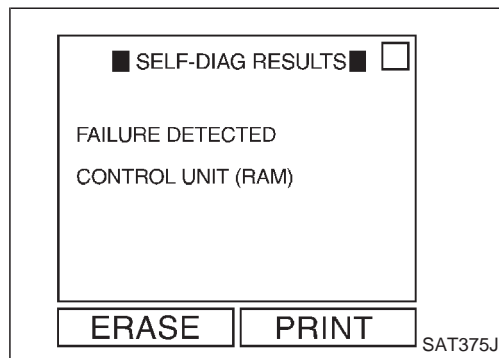 SELF-DIAG RESULTS
FAILURE DETECTED
CONTROL UNIT (RAM)
ERASE
PRINT
SAT375J